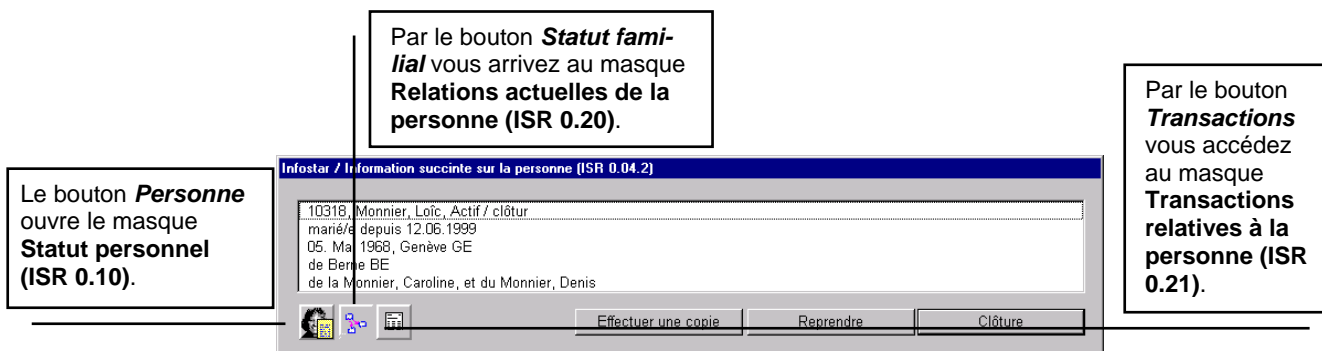 Par le bouton Statut fami-
lial vous arrivez au masque
Relations actuelles de la
personne (ISR 0.20).
Par le bouton
Transactions
vous accédez
au masque
Transactions
relatives à la
personne (ISR
0.21).
Le bouton Personne
ouvre le masque
Statut personnel
(ISR 0.10).
Infostar / Information succinte sur la personne (ISR 0.04.2)
10318, Monnier, Loïc, Actif / clôtur
marié/e depuis 12.06.1999
05. Mai 1968, Genève GE
de Berne BE
de la Monnier, Caroline, et du Monnier, Denis
Effectuer une copie Reprendre Clôture